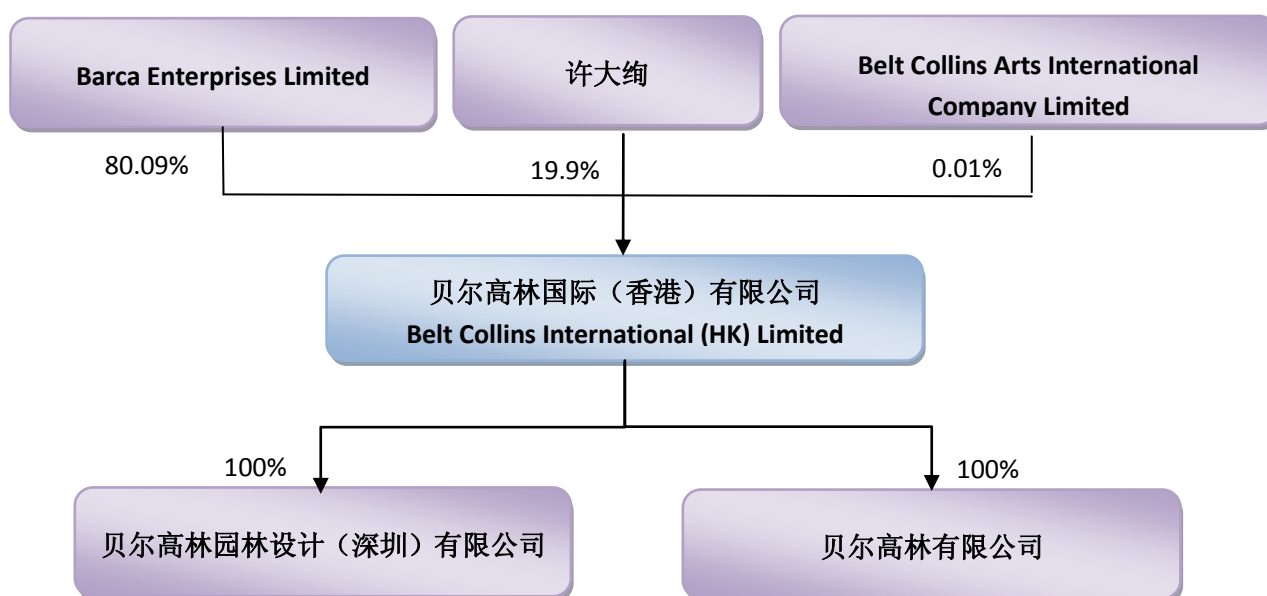 Barca Enterprises Limited
许大绚
Belt Collins Arts International
Company Limited
80.09%
19.9%
0.01%
贝尔高林国际（香港）有限公司
Belt Collins International (HK) Limited
100%
100%
贝尔高林园林设计（深圳）有限公司
贝尔高林有限公司